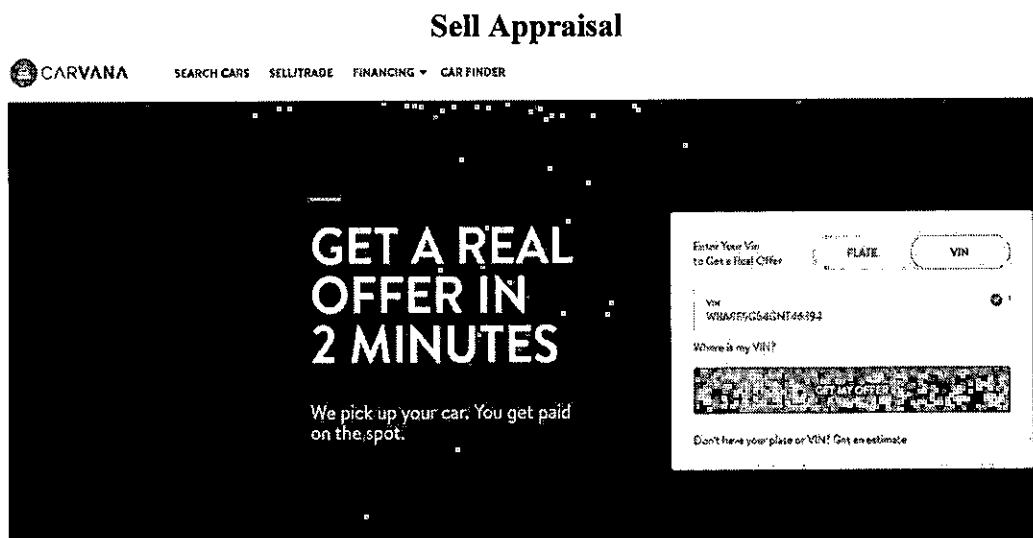 Sell Appraisal
CARVANA SEARCH CARS SELL/TRADE FINANCING CAR FINDER
GET A REAL
OFFER IN
2 MINUTES
We pick up your car. You get paid
on the spot.
Enter Your Vin
to Get a Real Offer
PLATE VIN
VIN
Where is my VIN?
GET MY OFFER
Don't have your plate or VIN? Get an estimate